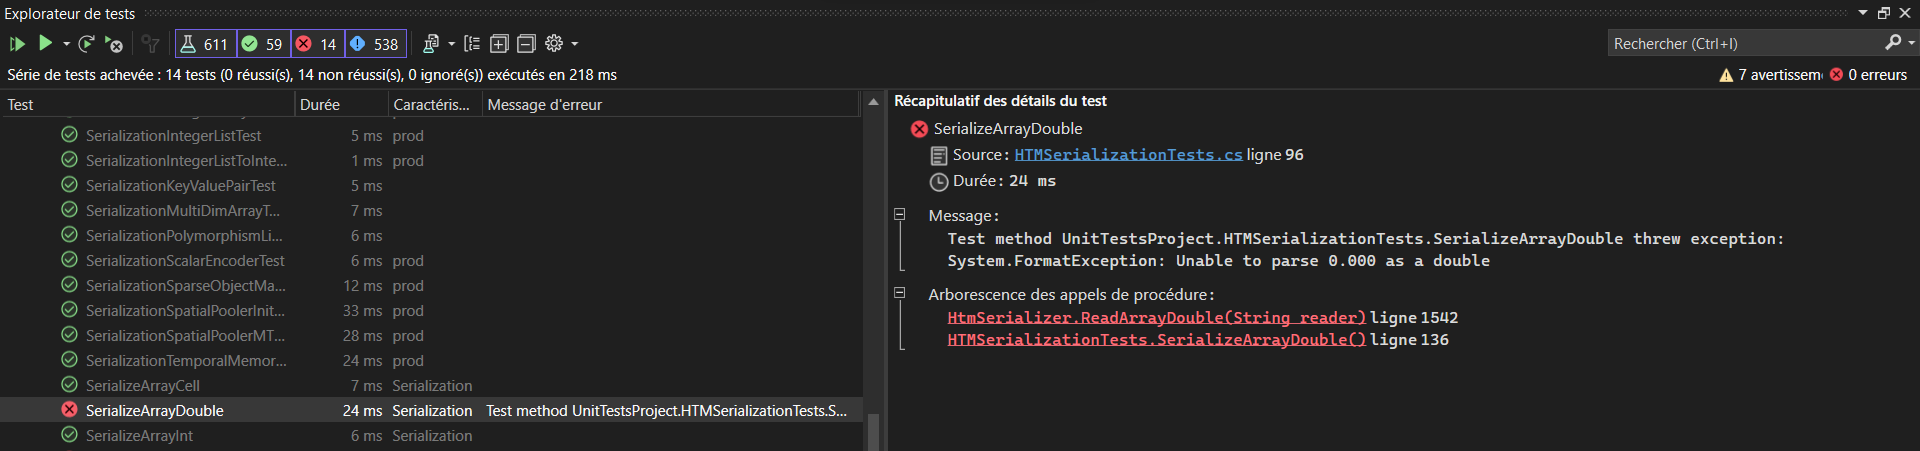 Explorateur de tests
611 59 14 538
Rechercher (Ctrl+I)
Série de tests achevée : 14 tests (0 réussi(s), 14 non réussi(s), 0 ignoré(s)) exécutés en 218 ms
7 avertissem 0 erreurs
Test Durée Caractéris... Message d'erreur
SerializationIntegerListTest 5 ms prod
SerializationIntegerListToInte... 1 ms prod
SerializationKeyValuePairTest 5 ms
SerializationMultiDimArrayT... 7 ms
SerializationPolymorphismLi... 6 ms
SerializationScalarEncoderTest 6 ms prod
SerializationSparseObjectMa... 12 ms prod
SerializationSpatialPoolerInit... 33 ms prod
SerializationSpatialPoolerMT... 28 ms prod
SerializationTemporalMemor... 24 ms prod
SerializeArrayCell 7 ms Serialization
SerializeArrayDouble 24 ms Serialization Test method UnitTestsProject.HTMSerializationTests.S...
SerializeArrayInt 6 ms Serialization
Récapitulatif des détails du test
SerializeArrayDouble
Source: HTMSerializationTests.cs ligne 96
Durée: 24 ms
Message:
Test method UnitTestsProject.HTMSerializationTests.SerializeArrayDouble threw exception:
System.FormatException: Unable to parse 0.000 as a double
Arborescence des appels de procédure:
HtmSerializer.ReadArrayDouble(String reader) ligne 1542
HTMSerializationTests.SerializeArrayDouble() ligne 136